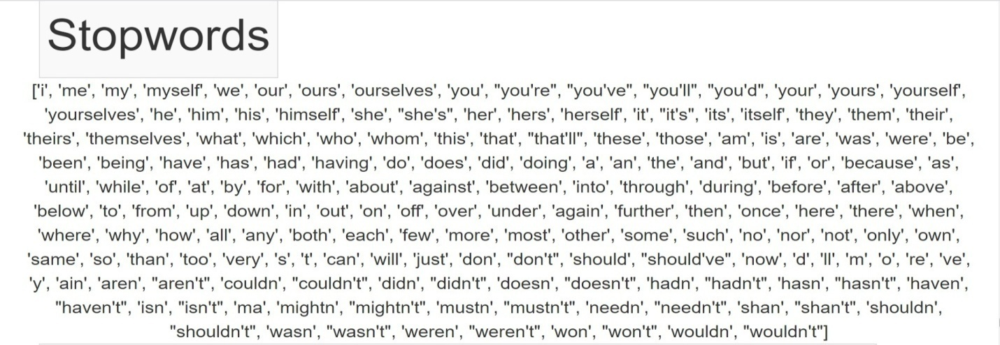 Stopwords
['i', 'me', 'my', 'myself', 'we', 'our', 'ours', 'ourselves', 'you', "you're", "you've", "you'll", "you'd", 'your', 'yours', 'yourself',
'yourselves', 'he', 'him', 'his', 'himself', 'she', "she's", 'her', 'hers', 'herself', 'it', "it's", 'its', 'itself', 'they', 'them', 'their',
'theirs', 'themselves', 'what', 'which', 'who', 'whom', 'this', 'that', "that'll", 'these', 'those', 'am', 'is', 'are', 'was', 'were', 'be',
'been', 'being', 'have', 'has', 'had', 'having', 'do', 'does', 'did', 'doing', 'a', 'an', 'the', 'and', 'but', 'if', 'or', 'because', 'as',
'until', 'while', 'of', 'at', 'by', 'for', 'with', 'about', 'against', 'between', 'into', 'through', 'during', 'before', 'after', 'above',
'below', 'to', 'from', 'up', 'down', 'in', 'out', 'on', 'off', 'over', 'under', 'again', 'further', 'then', 'once', 'here', 'there', 'when',
'where', 'why', 'how', 'all', 'any', 'both', 'each', 'few', 'more', 'most', 'other', 'some', 'such', 'no', 'nor', 'not', 'only', 'own',
'same', 'so', 'than', 'too', 'very', 's', 't', 'can', 'will', 'just', 'don', "don't", 'should', "should've", 'now', 'd', 'll', 'm', 'o', 're', 've',
'y', 'ain', 'aren', "aren't", 'couldn', "couldn't", 'didn', "didn't", 'doesn', "doesn't", 'hadn', "hadn't", 'hasn', "hasn't", 'haven',
"haven't", 'isn', "isn't", 'ma', 'mightn', "mightn't", 'mustn', "mustn't", 'needn', "needn't", 'shan', "shan't", 'shouldn',
"shouldn't", 'wasn', "wasn't", 'weren', "weren't", 'won', "won't", 'wouldn', "wouldn't"]